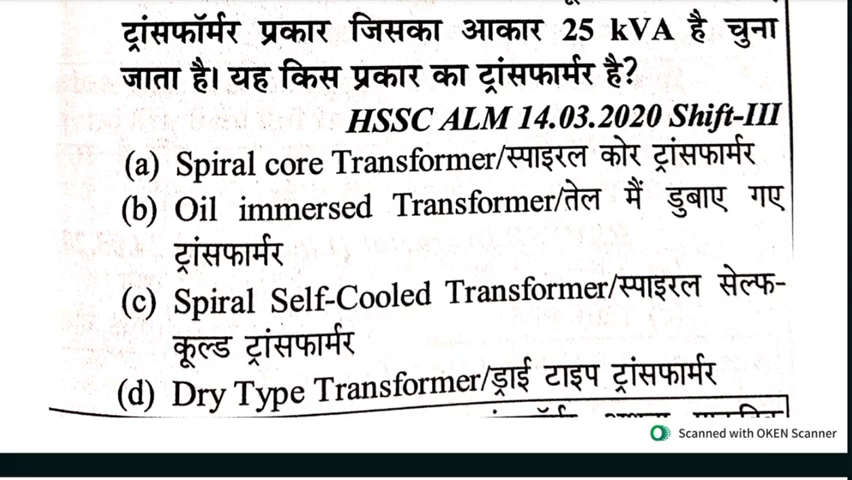 ट्रांसफॉर्मर प्रकार जिसका आकार 25 kVA है चुना
जाता है। यह किस प्रकार का ट्रांसफार्मर है?
HSSC ALM 14.03.2020 Shift-III
(a) Spiral core Transformer/स्पाइरल कोर ट्रांसफार्मर
(b) Oil immersed Transformer/तेल मैं डुबाए गए
ट्रांसफार्मर
(c) Spiral Self-Cooled Transformer/स्पाइरल सेल्फ-
कूल्ड ट्रांसफार्मर
(d) Dry Type Transformer/ड्राई टाइप ट्रांसफार्मर
Scanned with OKEN Scanner